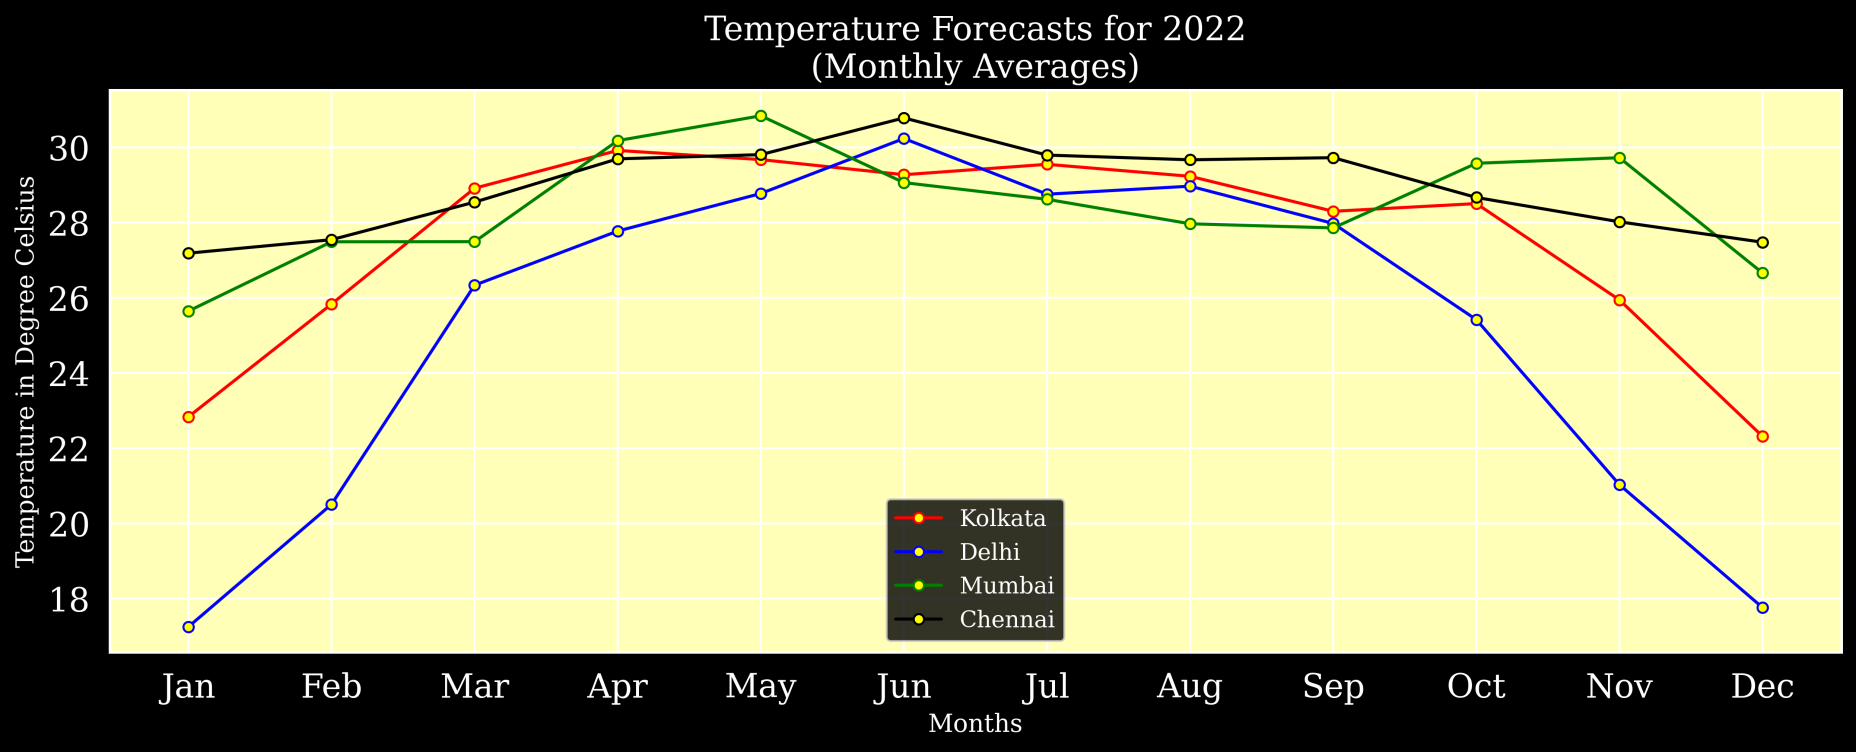 Temperature Forecasts for 2022
(Monthly Averages)
Temperature in Degree Celsius
30
28
26
24
22
20
18
Kolkata
Delhi
Mumbai
Chennai
Jan Feb Mar Apr May Jun Jul Aug Sep Oct Nov Dec
Months